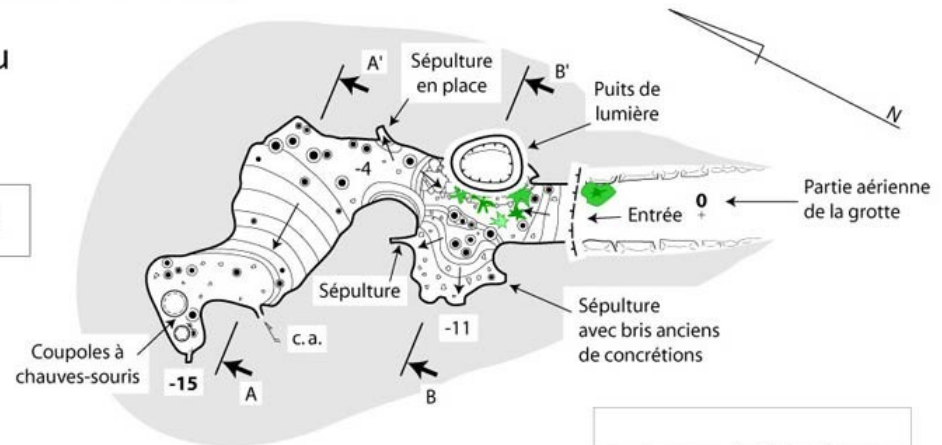 u
A'
Sépulture
en place
B'
Puits de
lumière
N
-4
Entrée
0
Partie aérienne
de la grotte
Sépulture
Sépulture
avec bris anciens
de concrétions
-11
c.a.
Coupoles à
chauves-souris
-15
A
B